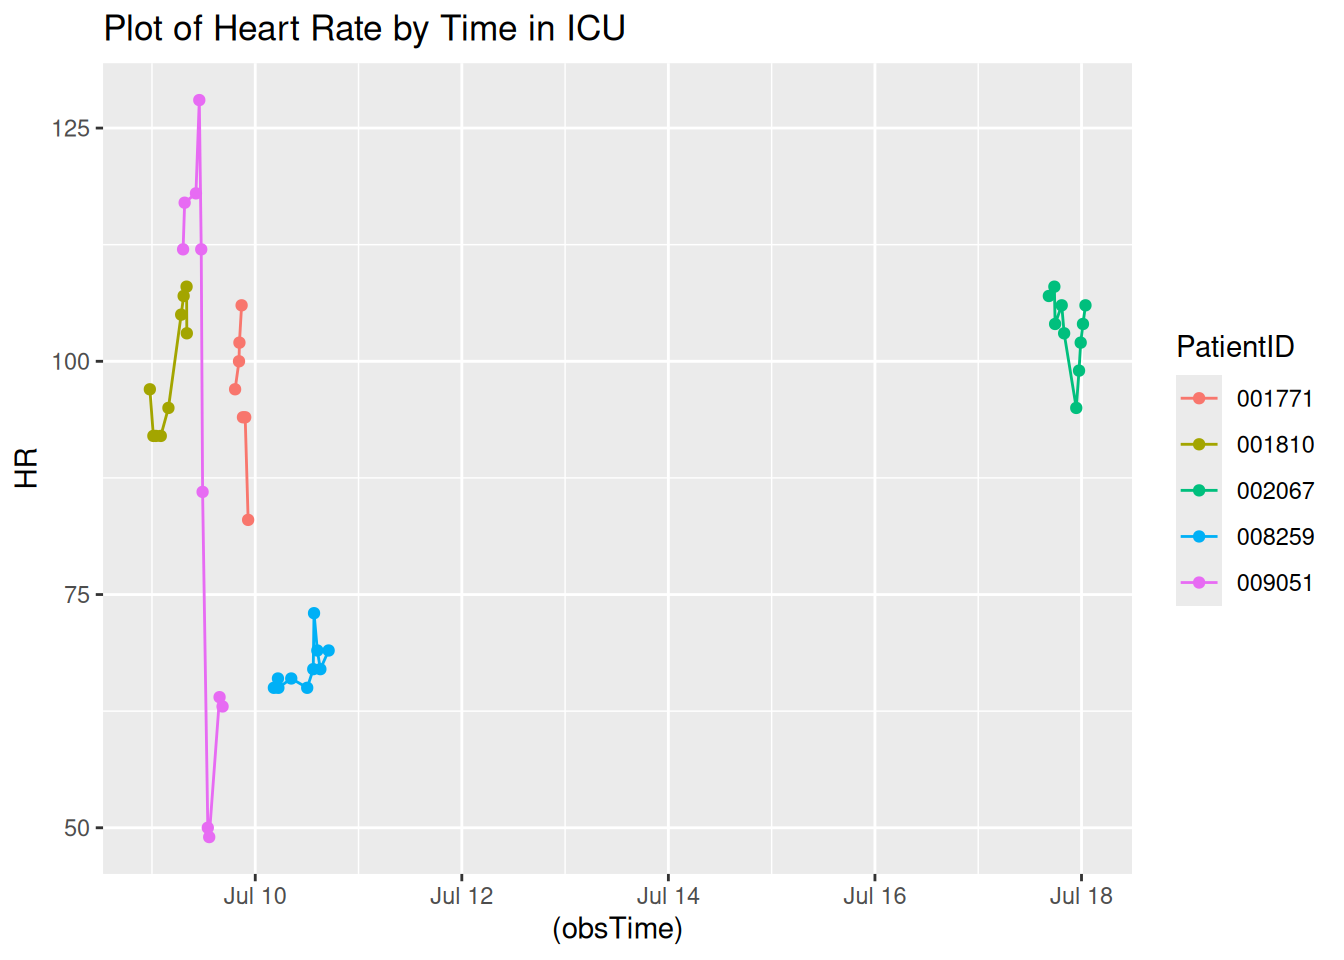 Plot of Heart Rate by Time in ICU
125
100
75
50
HR
Jul 10 Jul 12 Jul 14 Jul 16 Jul 18
(obsTime)
PatientID
001771
001810
002067
008259
009051